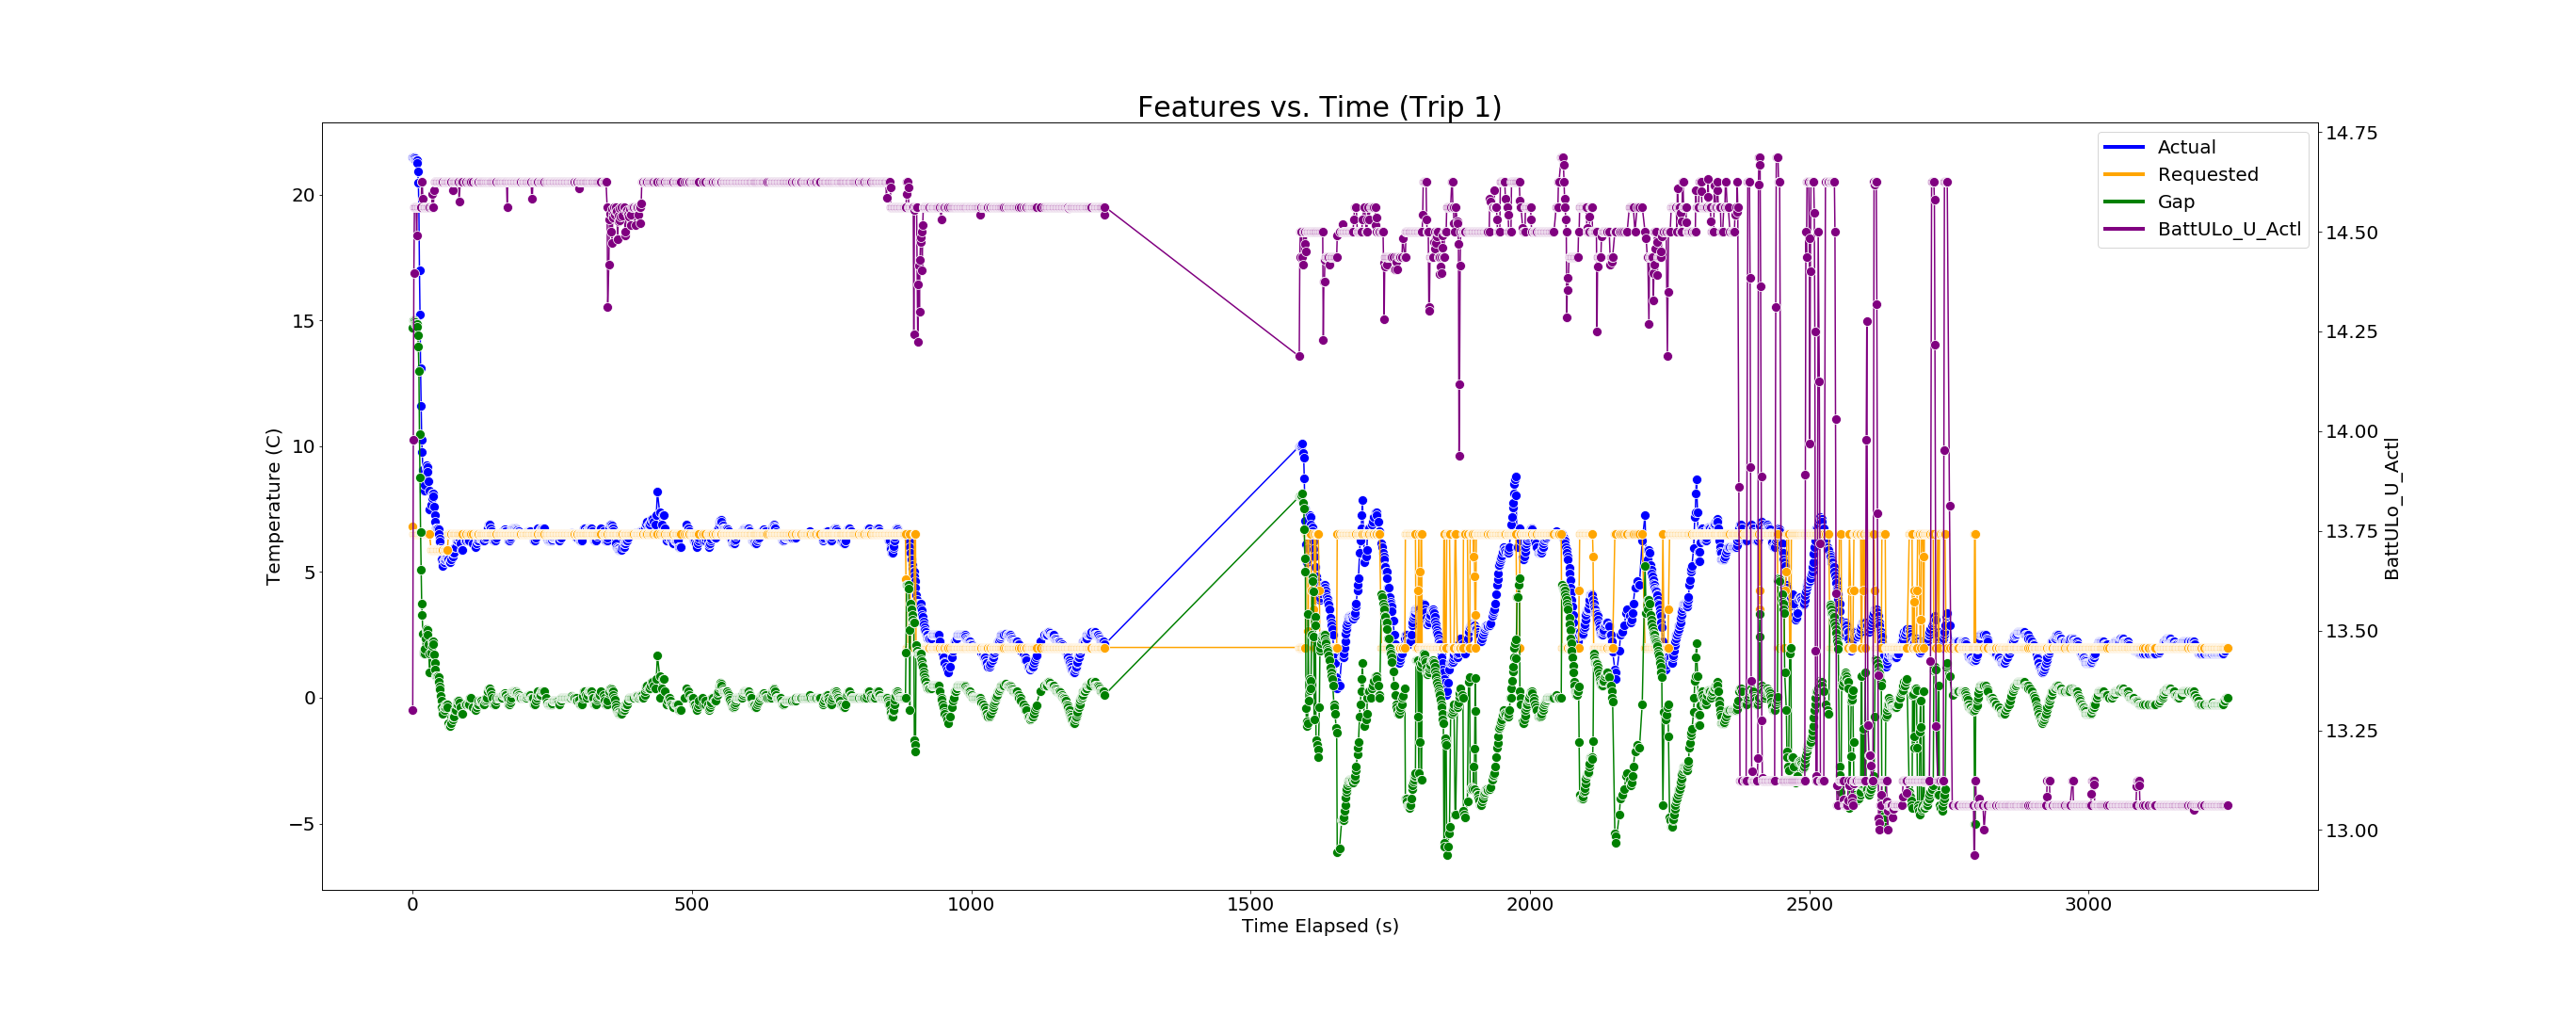 Features vs. Time (Trip 1)
Actual
Requested
Gap
BattULo_U_Actl
Temperature (C)
20
15
10
5
0
−5
14.75
14.50
14.25
14.00
13.75
13.50
13.25
13.00
BattULo_U_Actl
0
500
1000
1500
2000
2500
3000
Time Elapsed (s)